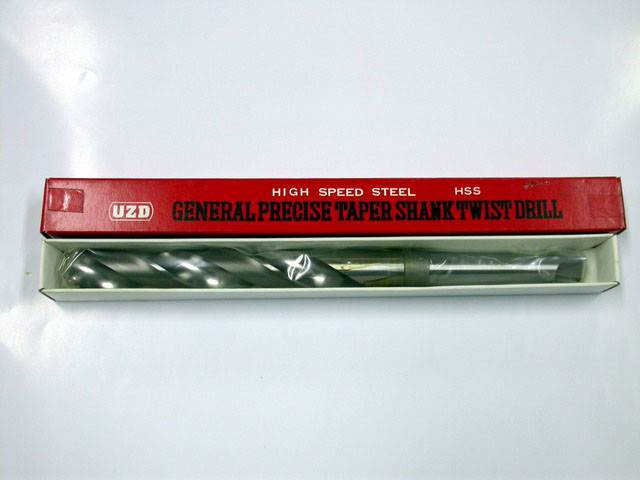 HIGH SPEED STEEL HSS
UZD GENERAL PRECISE TAPER SHANK TWIST DRILL